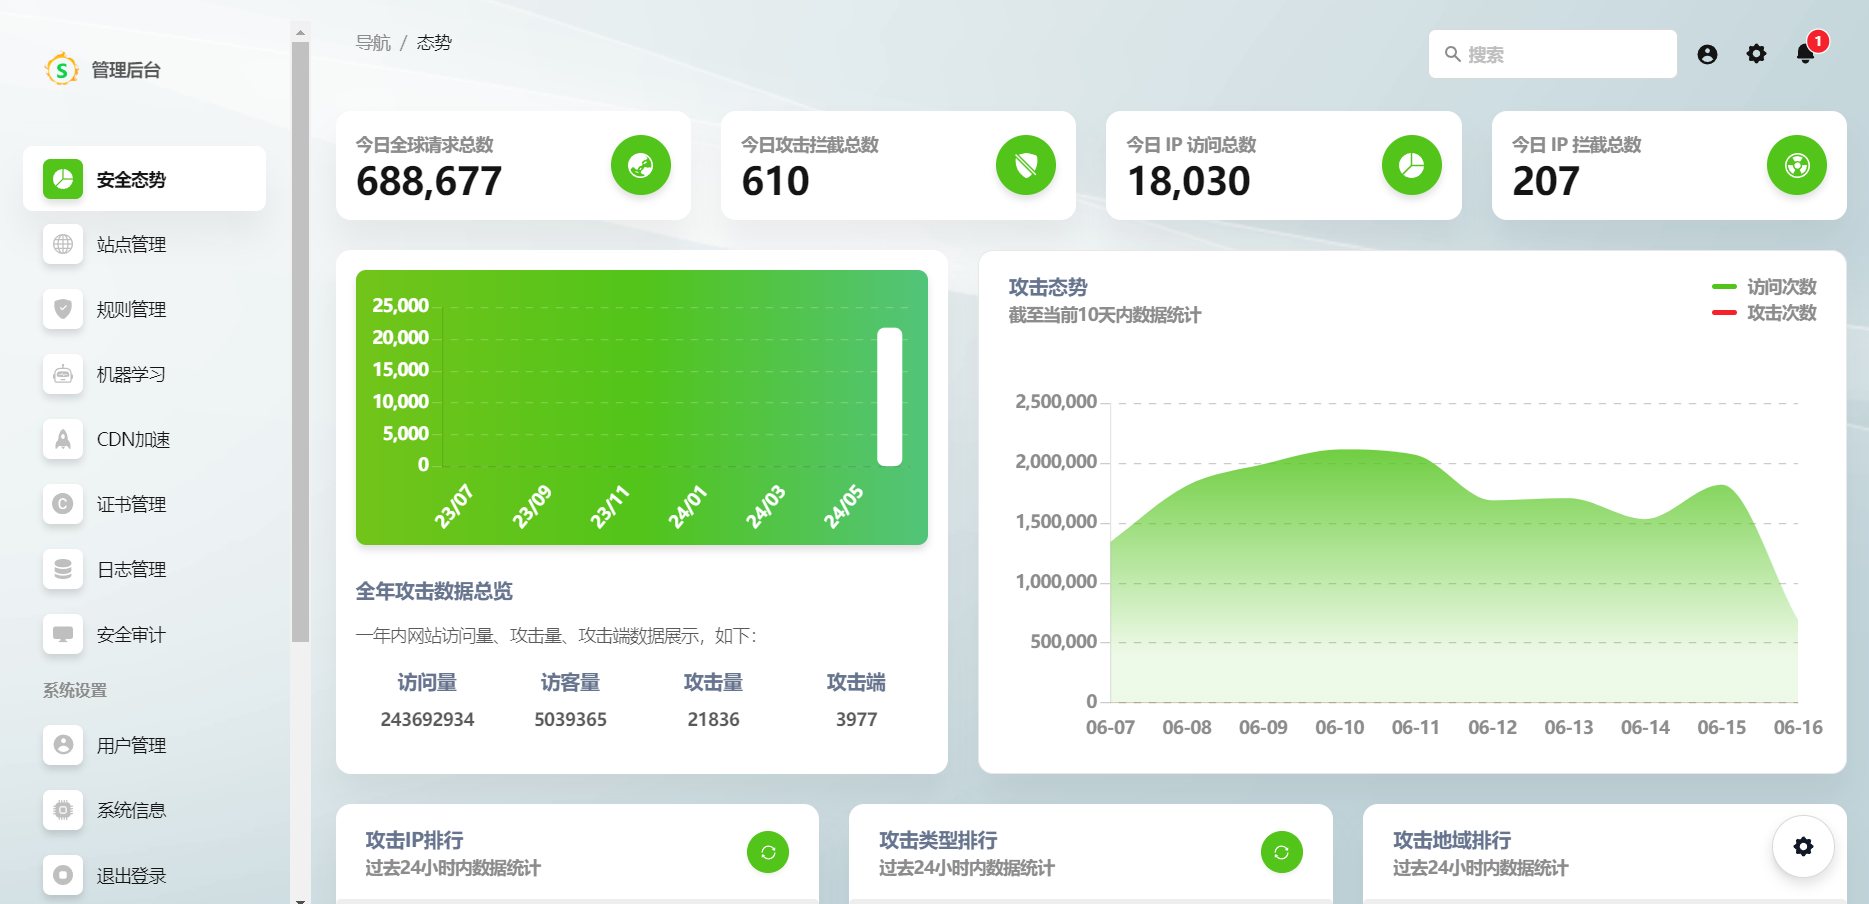 S 管理后台
安全态势
站点管理
规则管理
机器学习
CDN加速
C 证书管理
日志管理
安全审计
系统设置
用户管理
系统信息
退出登录
导航 / 态势
搜索
1
今日全球请求总数
688,677
今日攻击拦截总数
610
今日 IP 访问总数
18,030
今日 IP 拦截总数
207
25,000
20,000
15,000
10,000
5,000
0
23/07 23/09 23/11 24/01 24/03 24/05
全年攻击数据总览
一年内网站访问量、攻击量、攻击端数据展示，如下：
访问量 访客量 攻击量 攻击端
243692934 5039365 21836 3977
攻击态势
截至当前10天内数据统计
访问次数
攻击次数
2,500,000
2,000,000
1,500,000
1,000,000
500,000
0
06-07 06-08 06-09 06-10 06-11 06-12 06-13 06-14 06-15 06-16
攻击IP排行
过去24小时内数据统计
攻击类型排行
过去24小时内数据统计
攻击地域排行
过去24小时内数据统计